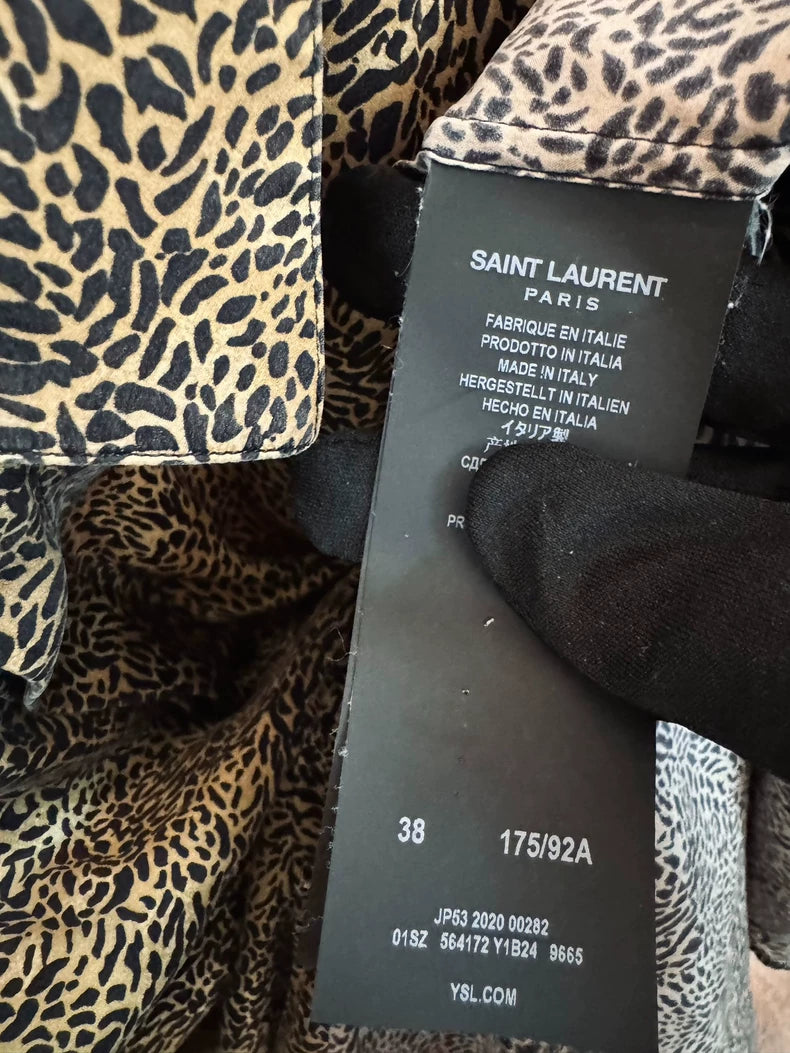 SAINT LAURENT
PARIS
FABRIQUE EN ITALIE
PRODOTTO IN ITALIA
MADE IN ITALY
HERGESTELLT IN ITALIEN
HECHO EN ITALIA
イタリア製
38 175/92A
JP53 2020 00282
01SZ 564172 Y1B24 9665
YSL.COM